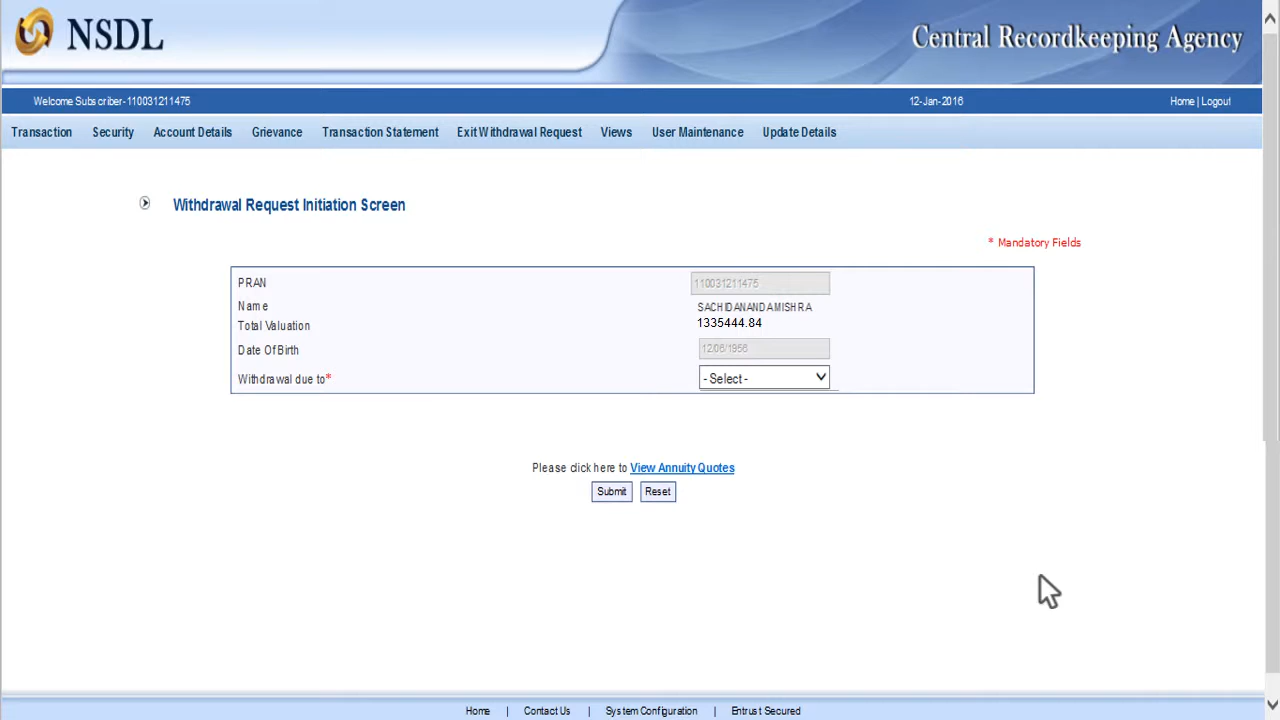 NSDL
Central Recordkeeping Agency
Welcome Subscriber-110031211475 12-Jan-2016 Home | Logout
Transaction Security Account Details Grievance Transaction Statement Exit Withdrawal Request Views User Maintenance Update Details
Withdrawal Request Initiation Screen
* Mandatory Fields
PRAN 110031211475
Name SACHIDANANDA MISHRA
Total Valuation 1335444.84
Date Of Birth 12/06/1956
Withdrawal due to* - Select -
Please click here to View Annuity Quotes
Submit Reset
Home | Contact Us | System Configuration | Entrust Secured